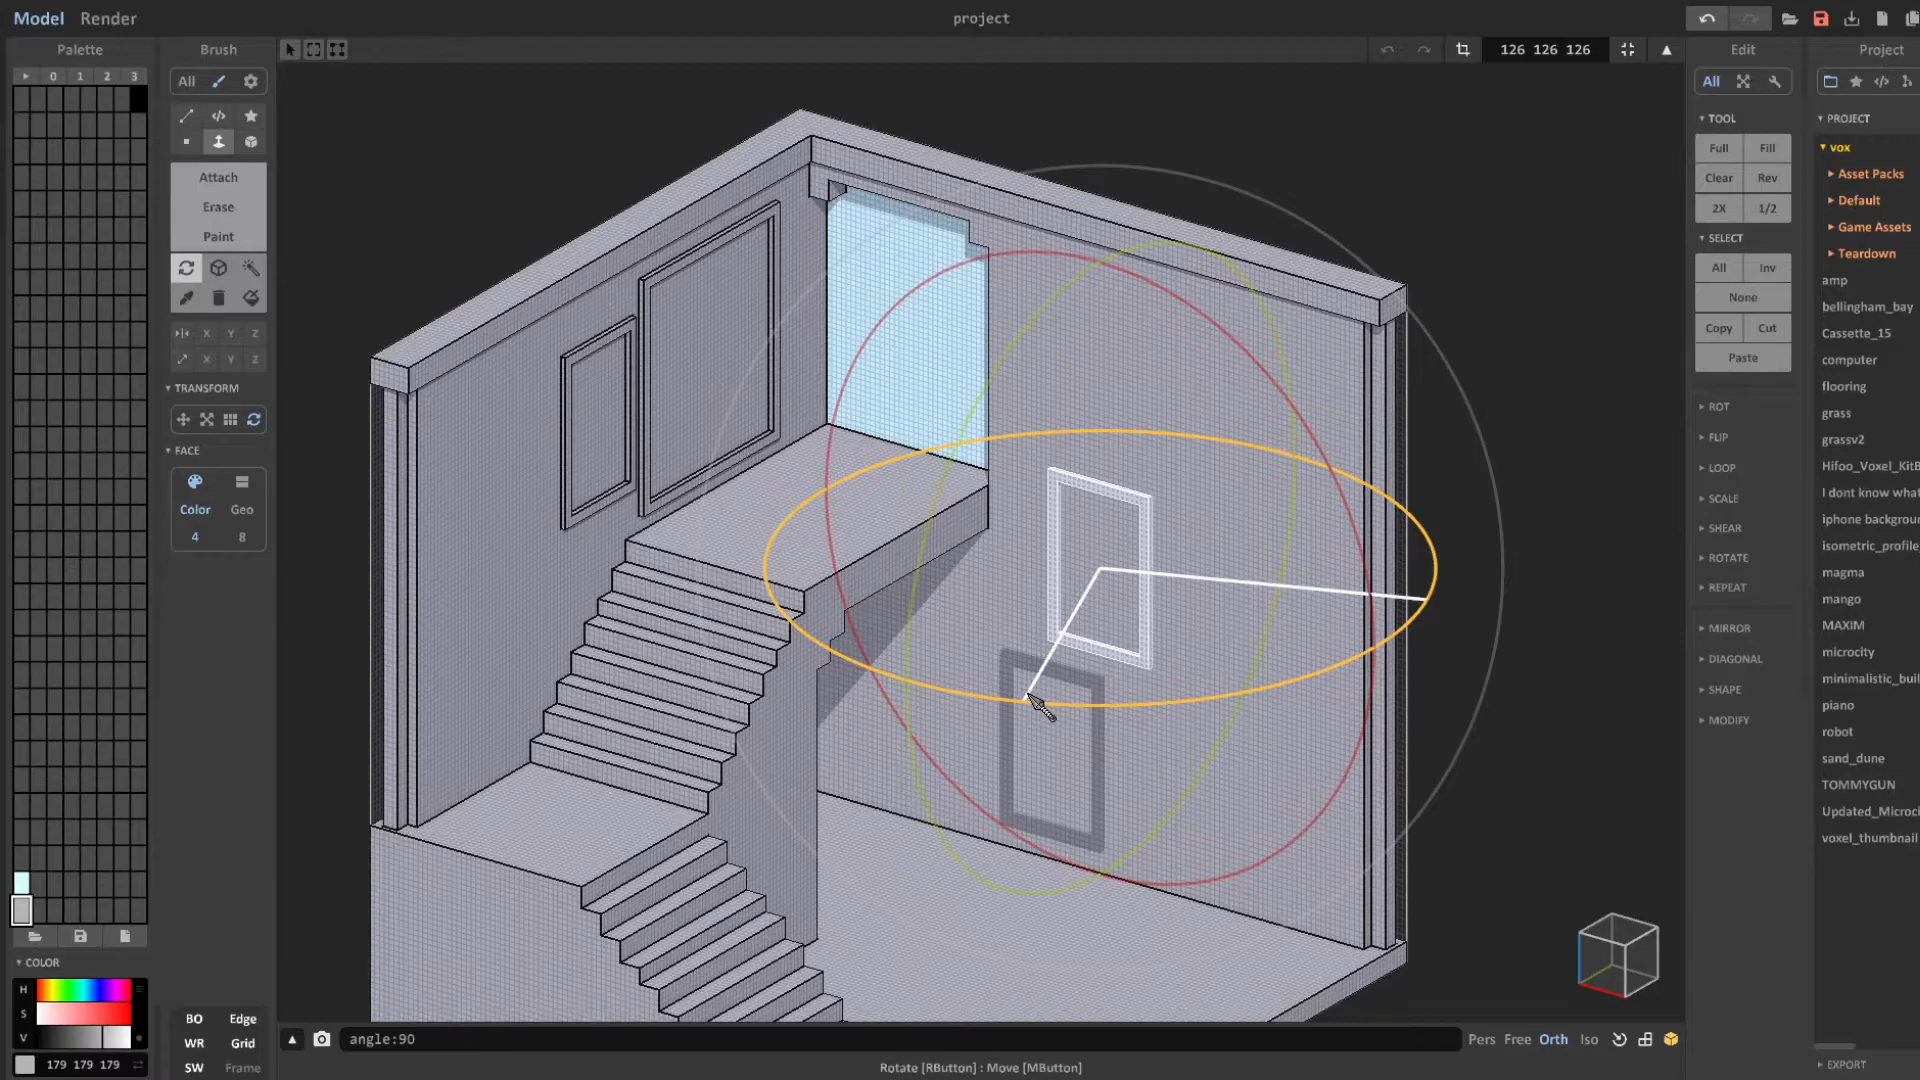 Model Render
project
Palette
0 1 2 3
COLOR
H
S
V
179 179 179
Brush
All
Attach
Erase
Paint
X Y Z
X Y Z
TRANSFORM
FACE
Color Geo
4 8
BO Edge
WR Grid
SW Frame
126 126 126
angle:90
Pers Free Orth Iso
Rotate [RButton] : Move [MButton]
Edit
All
TOOL
Full Fill
Clear Rev
2X 1/2
SELECT
All Inv
None
Copy Cut
Paste
ROT
FLIP
LOOP
SCALE
SHEAR
ROTATE
REPEAT
MIRROR
DIAGONAL
SHAPE
MODIFY
Project
PROJECT
vox
Asset Packs
Default
Game Assets
Teardown
amp
bellingham_bay
Cassette_15
computer
flooring
grass
grassv2
Hifoo_Voxel_KitB
I dont know what
iphone backgroun
isometric_profile
magma
mango
MAXIM
microcity
minimalistic_buil
piano
robot
sand_dune
TOMMYGUN
Updated_Microci
voxel_thumbnail
EXPORT